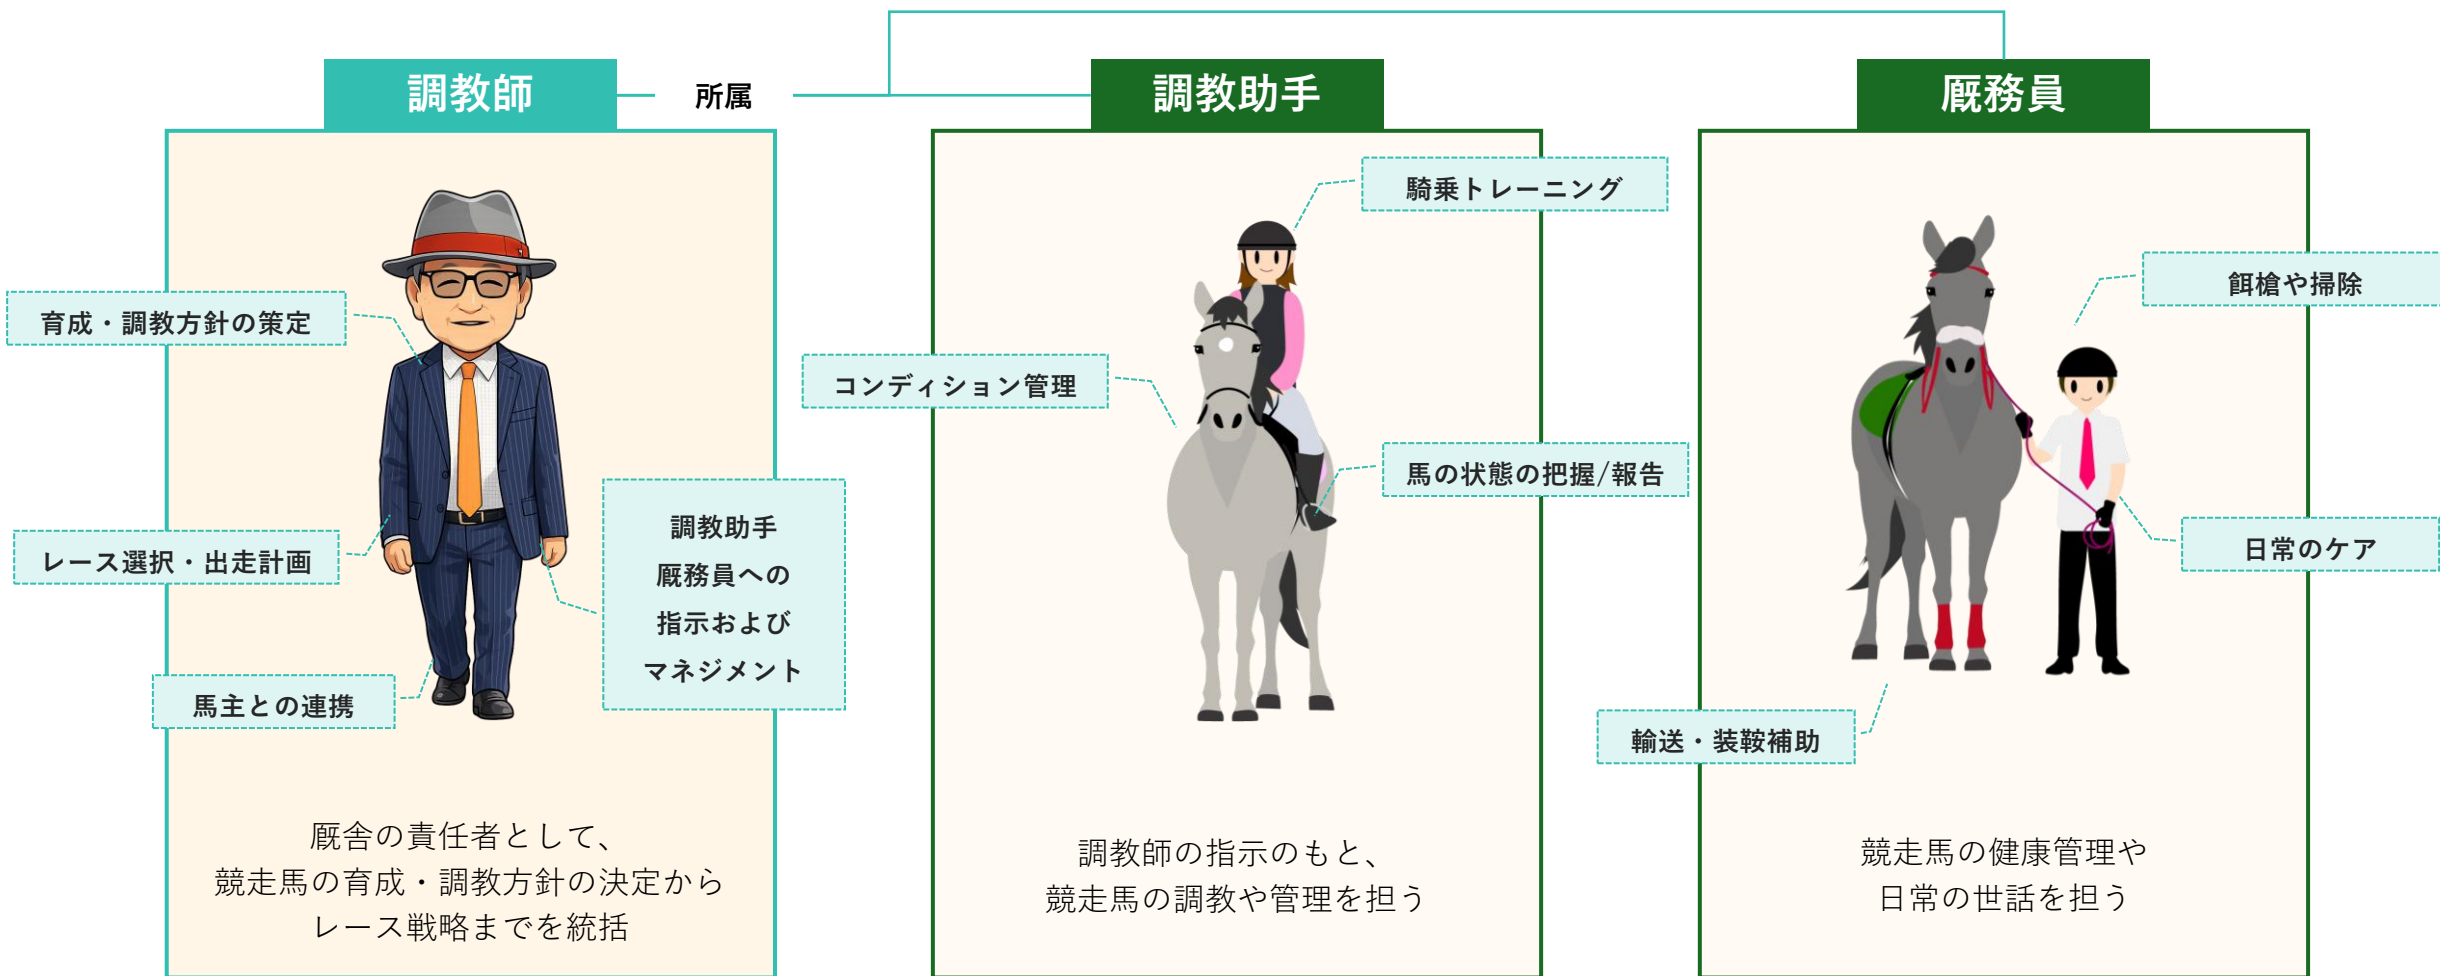 調教師
所属
調教助手
厩務員
育成・調教方針の策定
レース選択・出走計画
馬主との連携
調教助手
厩務員への
指示および
マネジメント
厩舎の責任者として、
競走馬の育成・調教方針の決定から
レース戦略までを統括
騎乗トレーニング
コンディション管理
馬の状態の把握/報告
調教師の指示のもと、
競走馬の調教や管理を担う
餌槍や掃除
日常のケア
輸送・装鞍補助
競走馬の健康管理や
日常の世話を担う